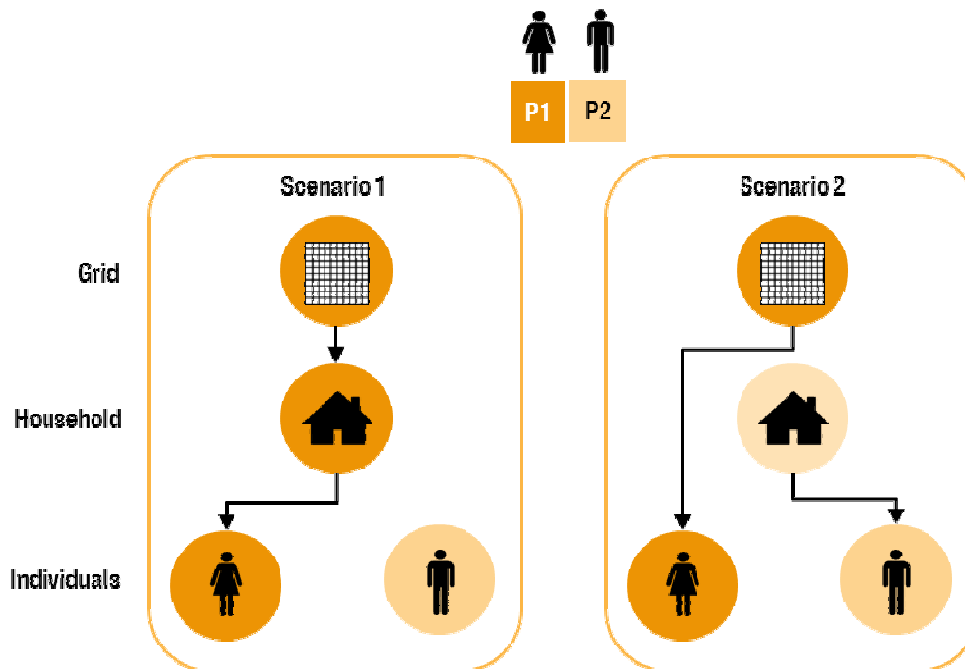 P1 P2
Scenario 1
Scenario 2
Grid
Household
Individuals